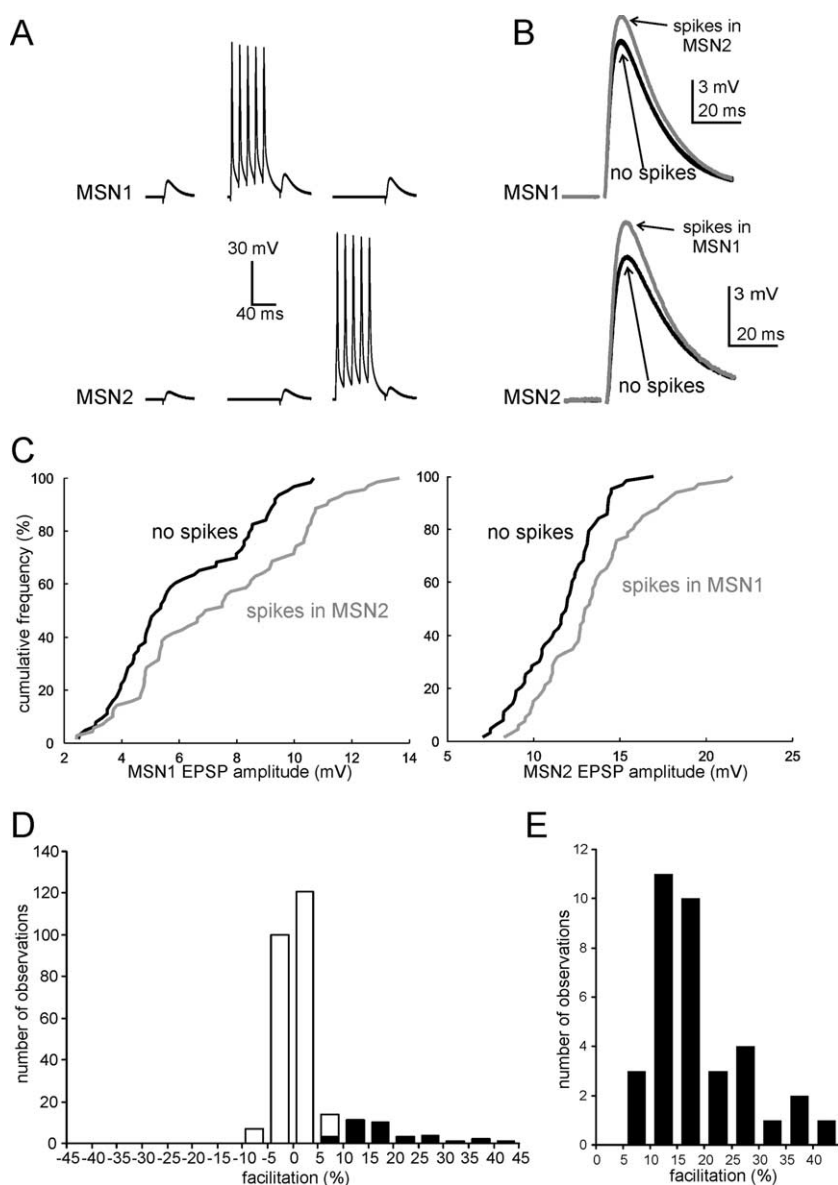 A
MSN1
30 mV
40 ms
MSN2
B
spikes in
MSN2
3 mV
20 ms
no spikes
MSN1
spikes in
MSN1
3 mV
20 ms
no spikes
MSN2
C
cumulative frequency (%)
100
80
60
40
20
0
no spikes
spikes in MSN2
2 4 6 8 10 12 14
MSN1 EPSP amplitude (mV)
100
80
60
40
20
0
no spikes
spikes in MSN1
5 10 15 20 25
MSN2 EPSP amplitude (mV)
D
number of observations
140
120
100
80
60
40
20
0
-45 -40 -35 -30 -25 -20 -15 -10 -5 0 5 10 15 20 25 30 35 40 45
facilitation (%)
E
number of observations
12
10
8
6
4
2
0
0 5 10 15 20 25 30 35 40
facilitation (%)